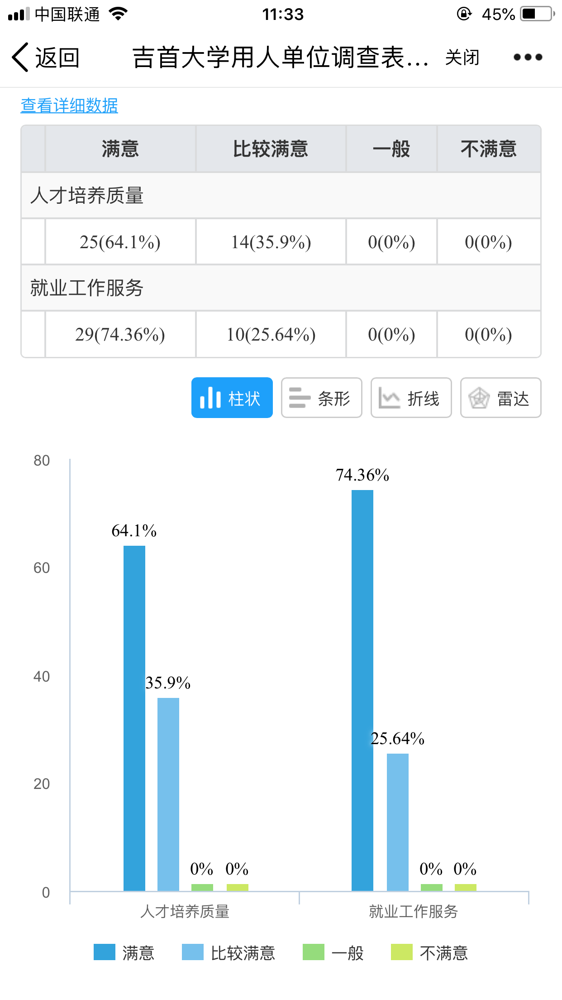 中国联通 11:33 45%
返回 吉首大学用人单位调查表... 关闭
查看详细数据
满意 比较满意 一般 不满意
人才培养质量
25(64.1%) 14(35.9%) 0(0%) 0(0%)
就业工作服务
29(74.36%) 10(25.64%) 0(0%) 0(0%)
柱状 条形 折线 雷达
80
74.36%
64.1%
60
40
35.9%
25.64%
20
0% 0% 0% 0%
0
人才培养质量 就业工作服务
满意 比较满意 一般 不满意